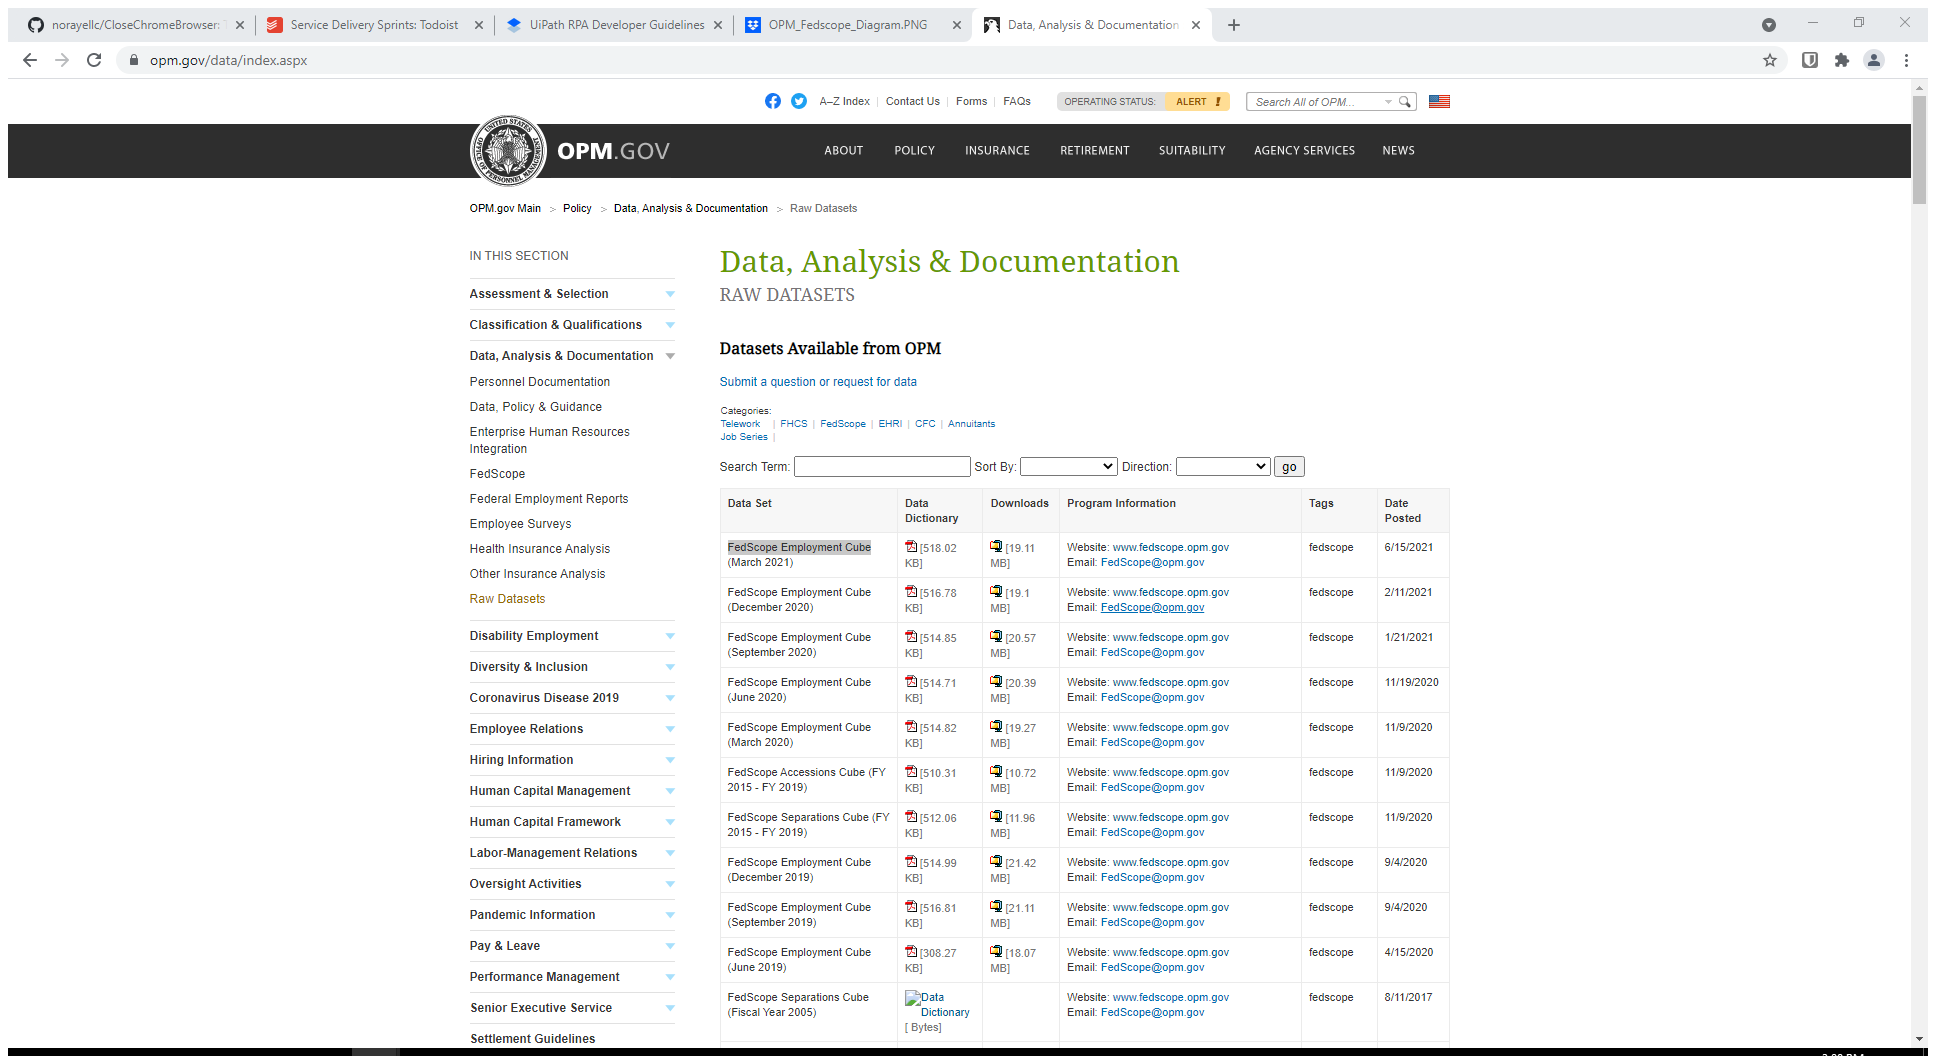 norayellc/CloseChromeBrowser: T
Service Delivery Sprints: Todoist
UiPath RPA Developer Guidelines
OPM_Fedscope_Diagram.PNG
Data, Analysis & Documentation
opm.gov/data/index.aspx
A–Z Index | Contact Us | Forms | FAQs
OPERATING STATUS: ALERT !
Search All of OPM...
UNITED STATES
OFFICE OF PERSONNEL MANAGEMENT
OPM.GOV
ABOUT POLICY INSURANCE RETIREMENT SUITABILITY AGENCY SERVICES NEWS
OPM.gov Main > Policy > Data, Analysis & Documentation > Raw Datasets
IN THIS SECTION
Assessment & Selection
Classification & Qualifications
Data, Analysis & Documentation
Personnel Documentation
Data, Policy & Guidance
Enterprise Human Resources
Integration
FedScope
Federal Employment Reports
Employee Surveys
Health Insurance Analysis
Other Insurance Analysis
Raw Datasets
Disability Employment
Diversity & Inclusion
Coronavirus Disease 2019
Employee Relations
Hiring Information
Human Capital Management
Human Capital Framework
Labor-Management Relations
Oversight Activities
Pandemic Information
Pay & Leave
Performance Management
Senior Executive Service
Settlement Guidelines
Data, Analysis & Documentation
RAW DATASETS
Datasets Available from OPM
Submit a question or request for data
Categories:
Telework | FHCS | FedScope | EHRI | CFC | Annuitants
Job Series |
Search Term: Sort By: Direction: go
Data Set Data Downloads Program Information Tags Date
Dictionary Posted
FedScope Employment Cube [518.02 [19.11 Website: www.fedscope.opm.gov fedscope 6/15/2021
(March 2021) KB] MB] Email: FedScope@opm.gov
FedScope Employment Cube [516.78 [19.1 Website: www.fedscope.opm.gov fedscope 2/11/2021
(December 2020) KB] MB] Email: FedScope@opm.gov
FedScope Employment Cube [514.85 [20.57 Website: www.fedscope.opm.gov fedscope 1/21/2021
(September 2020) KB] MB] Email: FedScope@opm.gov
FedScope Employment Cube [514.71 [20.39 Website: www.fedscope.opm.gov fedscope 11/19/2020
(June 2020) KB] MB] Email: FedScope@opm.gov
FedScope Employment Cube [514.82 [19.27 Website: www.fedscope.opm.gov fedscope 11/9/2020
(March 2020) KB] MB] Email: FedScope@opm.gov
FedScope Accessions Cube (FY [510.31 [10.72 Website: www.fedscope.opm.gov fedscope 11/9/2020
2015 - FY 2019) KB] MB] Email: FedScope@opm.gov
FedScope Separations Cube (FY [512.06 [11.96 Website: www.fedscope.opm.gov fedscope 11/9/2020
2015 - FY 2019) KB] MB] Email: FedScope@opm.gov
FedScope Employment Cube [514.99 [21.42 Website: www.fedscope.opm.gov fedscope 9/4/2020
(December 2019) KB] MB] Email: FedScope@opm.gov
FedScope Employment Cube [516.81 [21.11 Website: www.fedscope.opm.gov fedscope 9/4/2020
(September 2019) KB] MB] Email: FedScope@opm.gov
FedScope Employment Cube [308.27 [18.07 Website: www.fedscope.opm.gov fedscope 4/15/2020
(June 2019) KB] MB] Email: FedScope@opm.gov
FedScope Separations Cube Data Website: www.fedscope.opm.gov fedscope 8/11/2017
(Fiscal Year 2005) Dictionary Email: FedScope@opm.gov
[ Bytes]